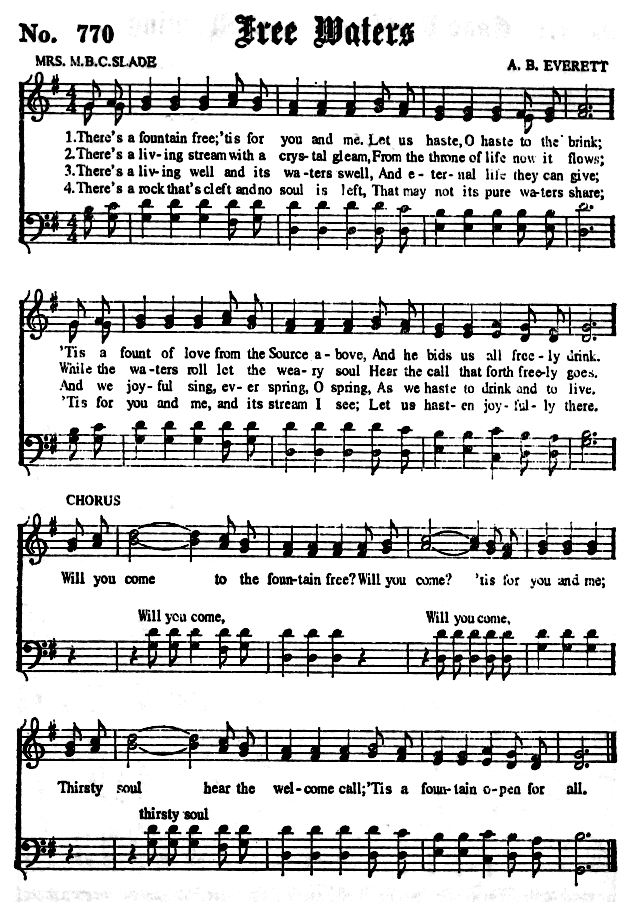 No. 770 Free Waters
MRS. M.B.C.SLADE A. B. EVERETT
1.There's a fountain free;'tis for you and me. Let us haste,O haste to the brink;
2.There's a liv-ing stream with a crys-tal gleam,From the throne of life now it flows;
3.There's a liv-ing well and its wa-ters swell, And e-ter-nal life they can give;
4.There's a rock that's cleft and no soul is left, That may not its pure wa-ters share;
'Tis a fount of love from the Source a-bove, And he bids us all free-ly drink.
While the wa-ters roll let the wea-ry soul Hear the call that forth free-ly goes.
And we joy-ful sing, ev-er spring, O spring, As we haste to drink and to live.
'Tis for you and me, and its stream I see; Let us hast-en joy-ful-ly there.
CHORUS
Will you come to the foun-tain free? Will you come? 'tis for you and me;
Will you come, Will you come,
Thirsty soul hear the wel-come call;'Tis a foun-tain o-pen for all.
thirsty soul